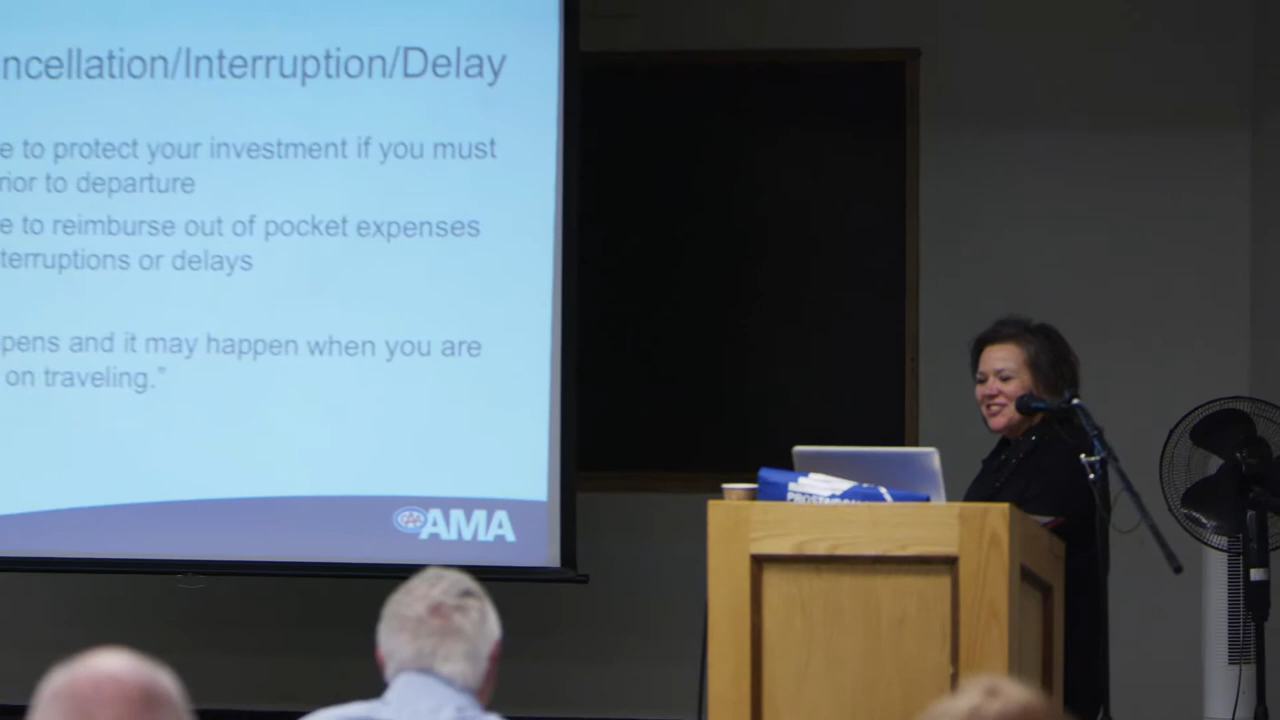 ncellation/Interruption/Delay
e to protect your investment if you must
rior to departure
e to reimburse out of pocket expenses
terruptions or delays
pens and it may happen when you are
on traveling."
CAA AMA